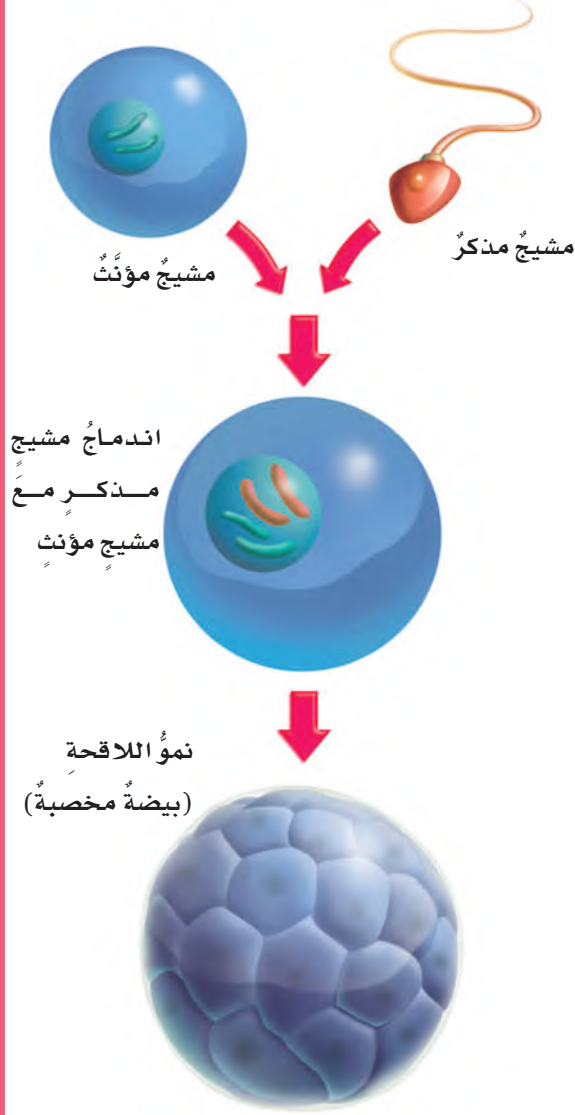 مشيجٌ مذكرٌ
مشيجٌ مؤنَّثٌ
اندماجُ مشيجٍ
مذكرٍ معَ
مشيجٍ مؤنثٍ
نموُّ اللاقحةِ
(بيضةٌ مخصبةٌ)